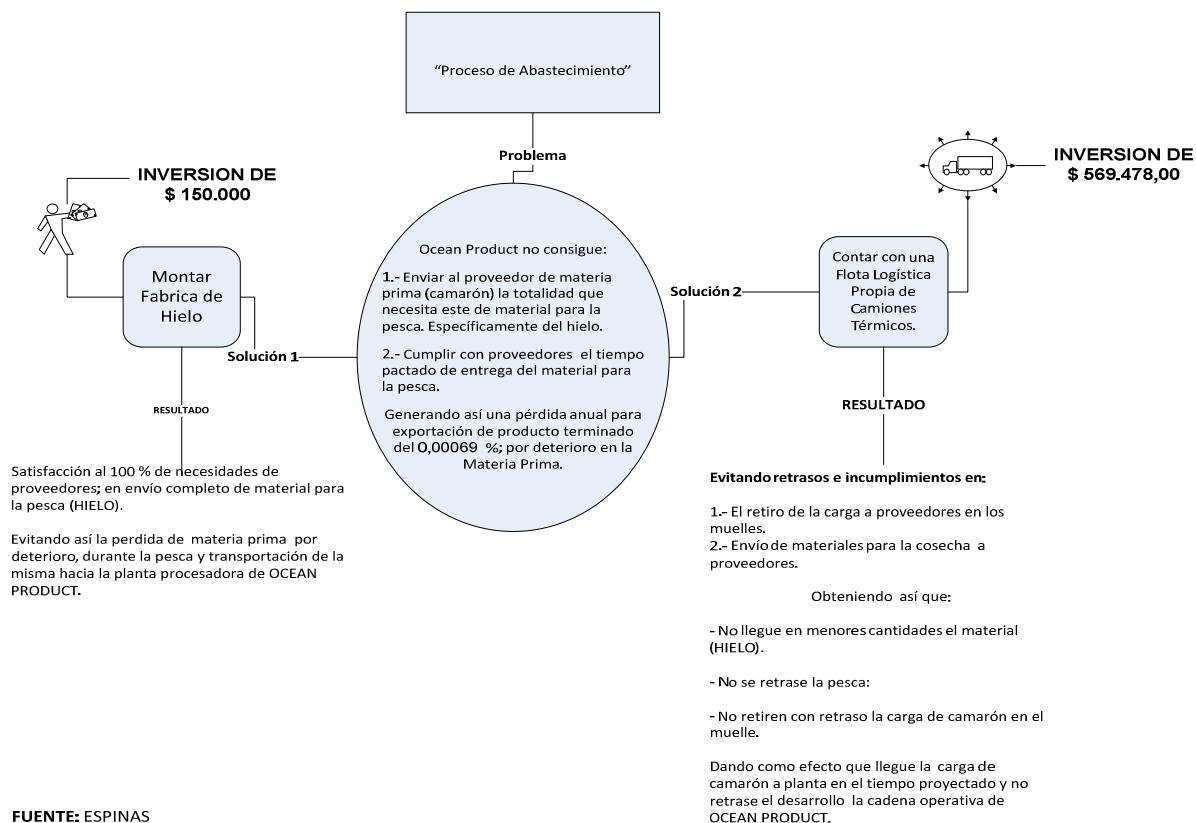 “Proceso de Abastecimiento”
Problema
INVERSION DE
$ 150.000
Montar
Fabrica de
Hielo
Solución 1
RESULTADO
Satisfacción al 100 % de necesidades de
proveedores; en envío completo de material para
la pesca (HIELO).
Evitando así la perdida de materia prima por
deterioro, durante la pesca y transportación de la
misma hacia la planta procesadora de OCEAN
PRODUCT.
Ocean Product no consigue:
1.- Enviar al proveedor de materia
prima (camarón) la totalidad que
necesita este de material para la
pesca. Específicamente del hielo.
2.- Cumplir con proveedores el tiempo
pactado de entrega del material para
la pesca.
Generando así una pérdida anual para
exportación de producto terminado
del 0,00069 %; por deterioro en la
Materia Prima.
INVERSION DE
$ 569.478,00
Solución 2
Contar con una
Flota Logística
Propia de
Camiones
Térmicos.
RESULTADO
Evitando retrasos e incumplimientos en:
1.- El retiro de la carga a proveedores en los
muelles.
2.- Envío de materiales para la cosecha a
proveedores.
Obteniendo así que:
- No llegue en menores cantidades el material
(HIELO).
- No se retrase la pesca:
- No retiren con retraso la carga de camarón en el
muelle.
Dando como efecto que llegue la carga de
camarón a planta en el tiempo proyectado y no
retrase el desarrollo la cadena operativa de
OCEAN PRODUCT.
FUENTE: ESPINAS